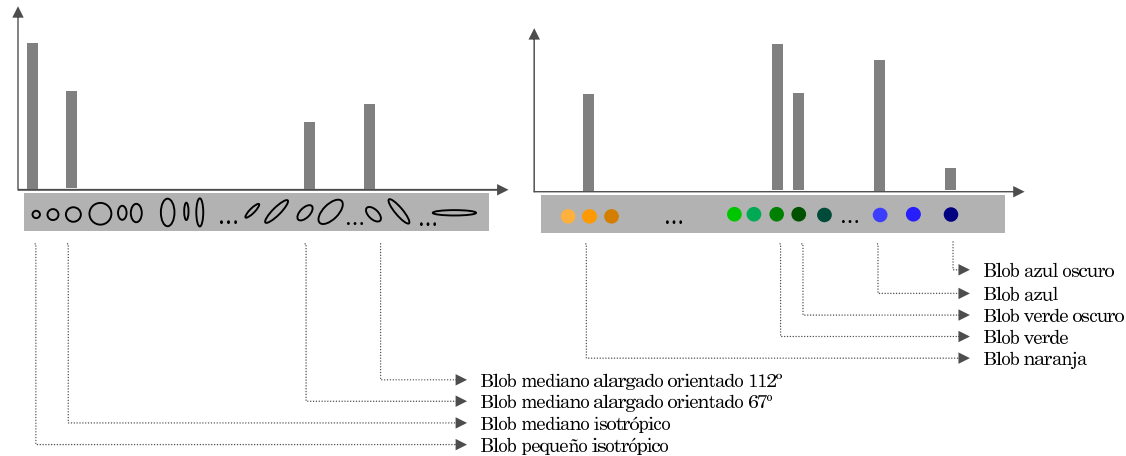 ...
...
...
...
...
Blob azul oscuro
Blob azul
Blob verde oscuro
Blob verde
Blob naranja
Blob mediano alargado orientado 112º
Blob mediano alargado orientado 67º
Blob mediano isotrópico
Blob pequeño isotrópico